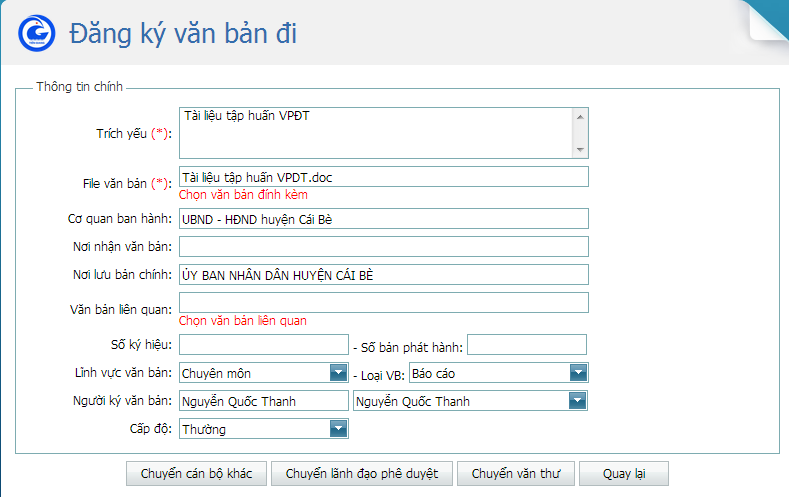 Đăng ký văn bản đi
Thông tin chính
Trích yếu (*): Tài liệu tập huấn VPĐT
File văn bản (*): Tài liệu tập huấn VPDT.doc
Chọn văn bản đính kèm
Cơ quan ban hành: UBND - HĐND huyện Cái Bè
Nơi nhận văn bản:
Nơi lưu bản chính: ỦY BAN NHÂN DÂN HUYỆN CÁI BÈ
Văn bản liên quan:
Chọn văn bản liên quan
Số ký hiệu: - Số bản phát hành:
Lĩnh vực văn bản: Chuyên môn - Loại VB: Báo cáo
Người ký văn bản: Nguyễn Quốc Thanh Nguyễn Quốc Thanh
Cấp độ: Thường
Chuyển cán bộ khác Chuyển lãnh đạo phê duyệt Chuyển văn thư Quay lại